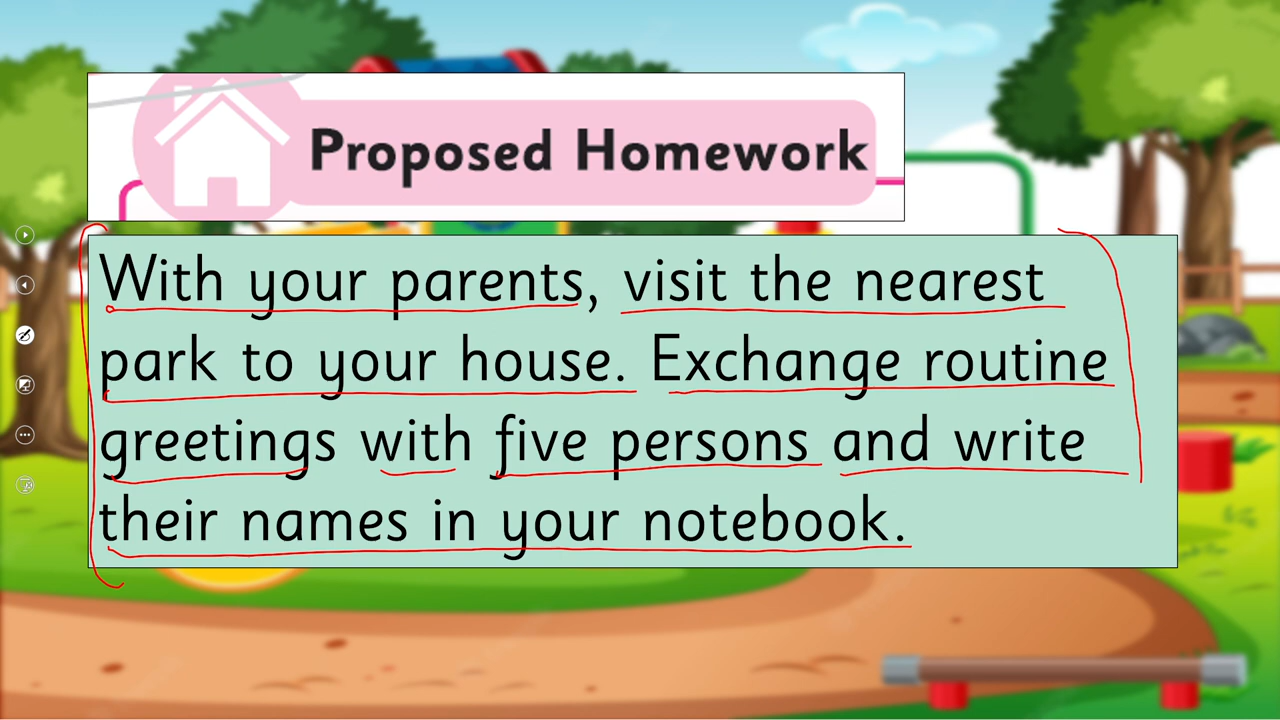 Proposed Homework
With your parents, visit the nearest
park to your house. Exchange routine
greetings with five persons and write
their names in your notebook.